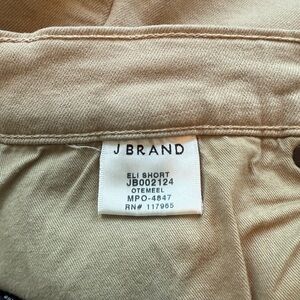 J BRAND
ELI SHORT
JB002124
OTEMEEL
MPO-4847
RN# 117965